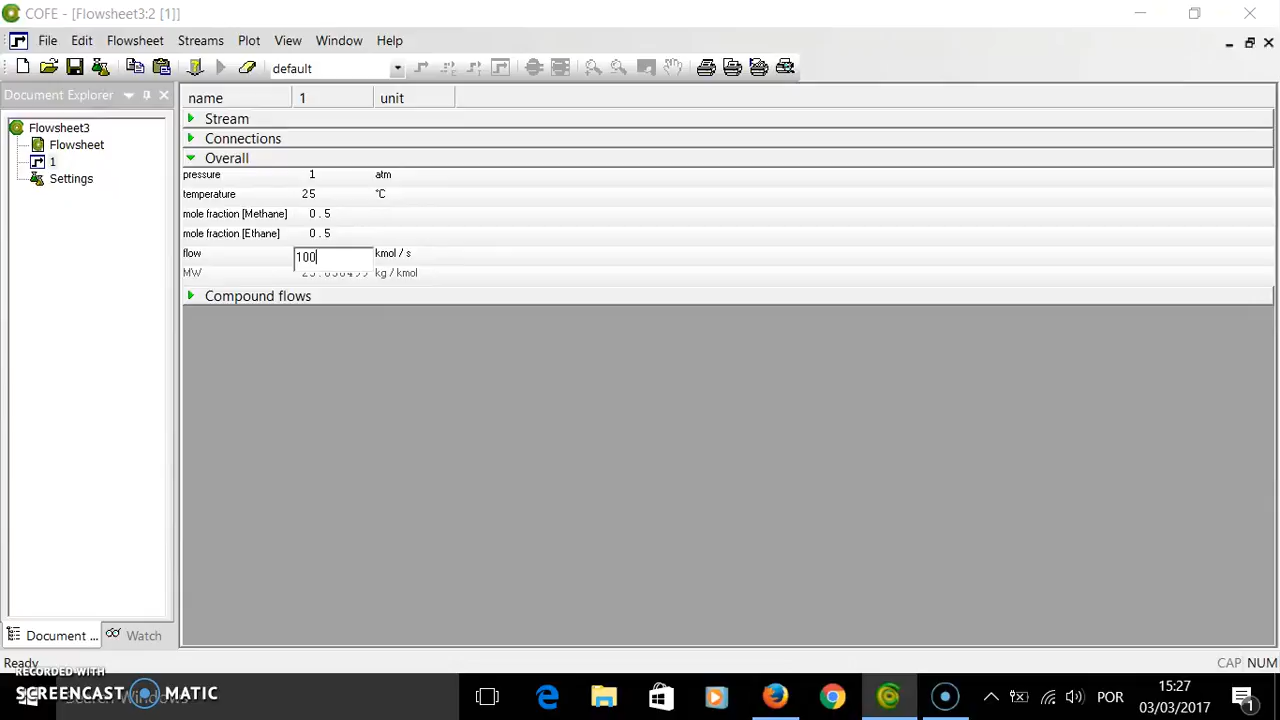 COFE - [Flowsheet3:2 [1]]
File Edit Flowsheet Streams Plot View Window Help
default
Document Explorer
Flowsheet3
Flowsheet
1
Settings
Document ... Watch
name 1 unit
Stream
Connections
Overall
pressure 1 atm
temperature 25 °C
mole fraction [Methane] 0.5
mole fraction [Ethane] 0.5
flow 100 kmol / s
MW kg / kmol
Compound flows
Ready
CAP NUM
RECORDED WITH
SCREENCAST MATIC
Search Windows
POR
15:27
03/03/2017
1